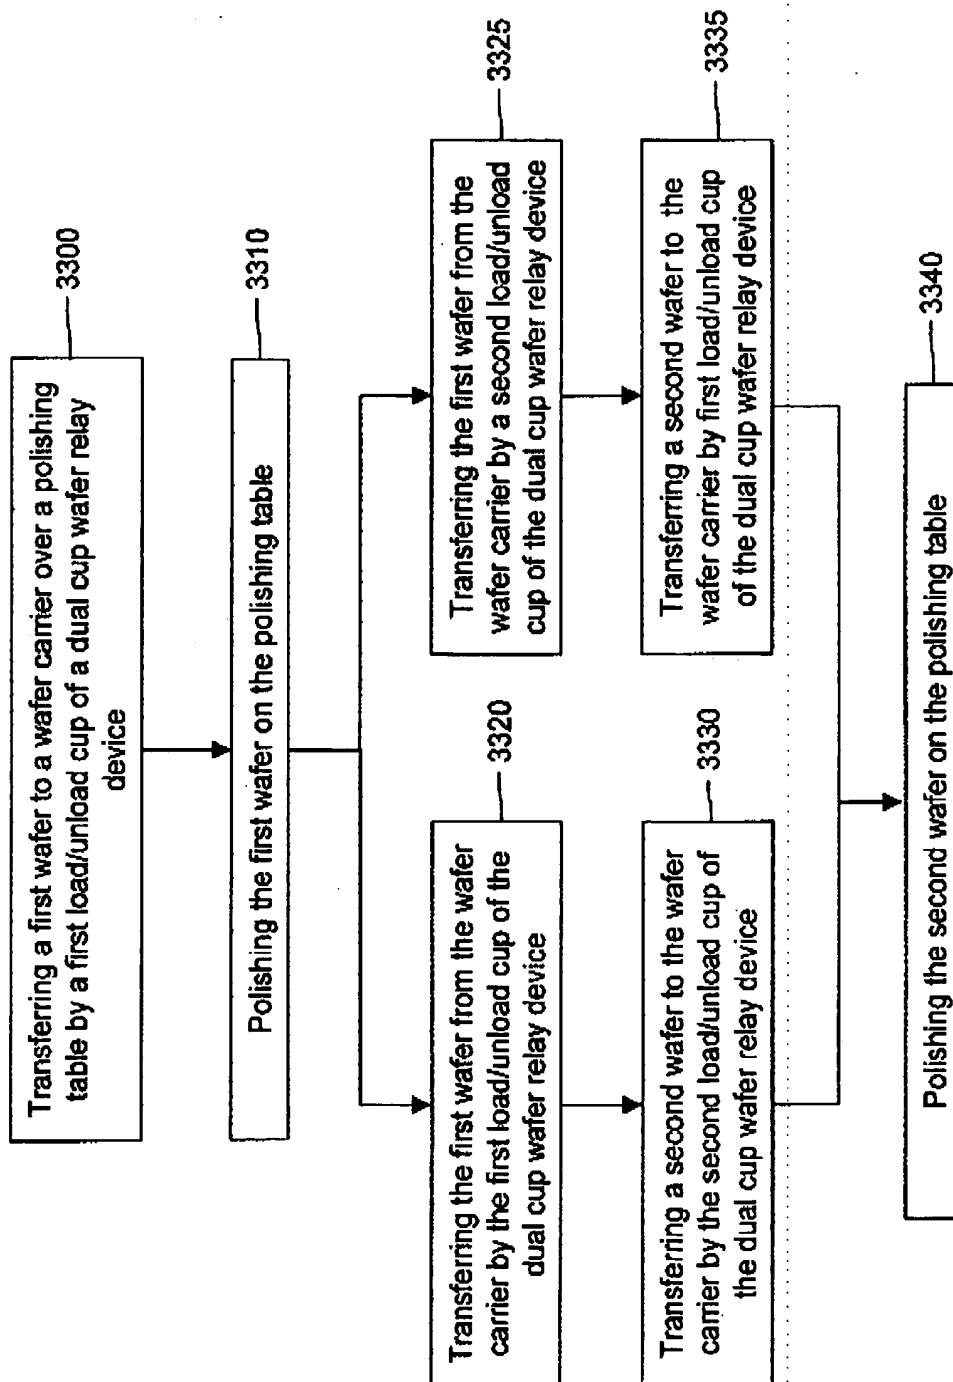 Transferring a first wafer to a wafer carrier over a polishing
table by a first load/unload cup of a dual cup wafer relay
device
3300
Polishing the first wafer on the polishing table
3310
Transferring the first wafer from the wafer
carrier by the first load/unload cup of the
dual cup wafer relay device
3320
Transferring the first wafer from the
wafer carrier by a second load/unload
cup of the dual cup wafer relay device
3325
Transferring a second wafer to the wafer
carrier by the second load/unload cup of
the dual cup wafer relay device
3330
Transferring a second wafer to the
wafer carrier by first load/unload cup
of the dual cup wafer relay device
3335
Polishing the second wafer on the polishing table
3340